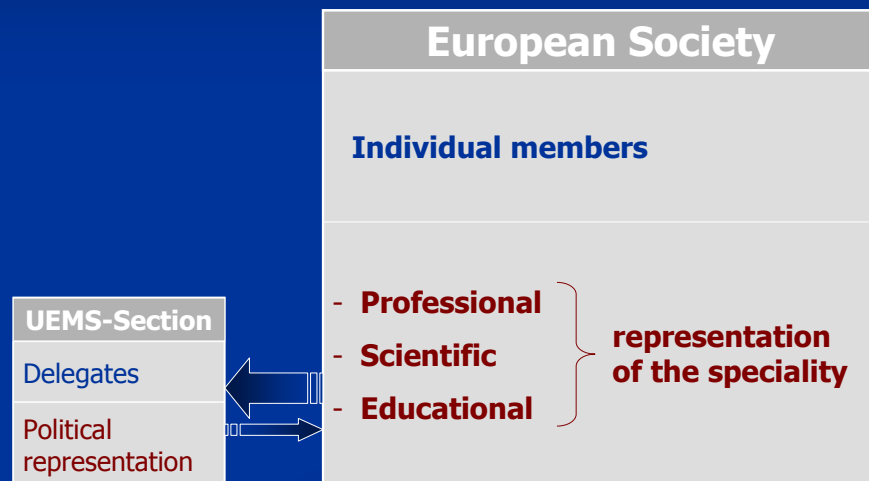 European Society
Individual members
- Professional
- Scientific
- Educational
representation
of the speciality
UEMS-Section
Delegates
Political
representation